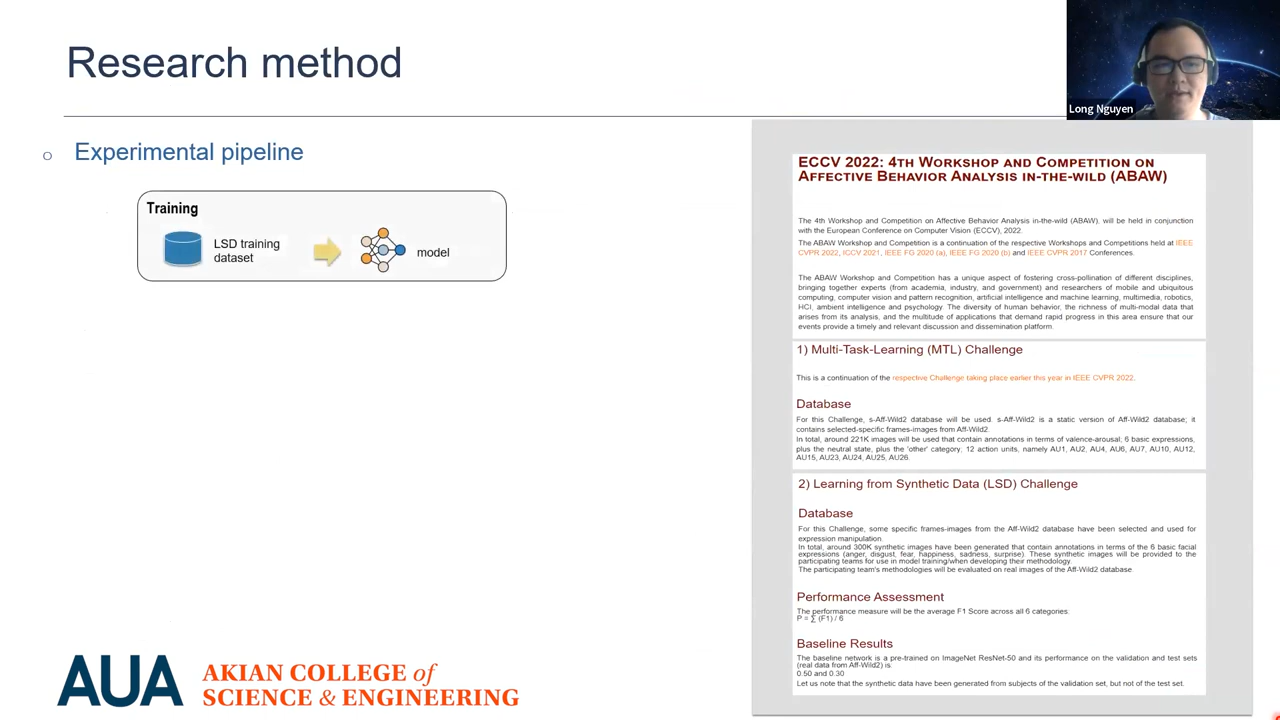 Research method
Long Nguyen
o Experimental pipeline
Training
LSD training
dataset
model
ECCV 2022: 4TH WORKSHOP AND COMPETITION ON
AFFECTIVE BEHAVIOR ANALYSIS IN-THE-WILD (ABAW)
The 4th Workshop and Competition on Affective Behavior Analysis in-the-wild (ABAW), will be held in conjunction
with the European Conference on Computer Vision (ECCV), 2022.
The ABAW Workshop and Competition is a continuation of the respective Workshops and Competitions held at IEEE
CVPR 2022, ICCV 2021, IEEE FG 2020 (a), IEEE FG 2020 (b) and IEEE CVPR 2017 Conferences.
The ABAW Workshop and Competition has a unique aspect of fostering cross-pollination of different disciplines,
bringing together experts (from academia, industry, and government) and researchers of mobile and ubiquitous
computing, computer vision and pattern recognition, artificial intelligence and machine learning, multimedia, robotics,
HCI, ambient intelligence and psychology. The diversity of human behavior, the richness of multi-modal data that
arises from its analysis, and the multitude of applications that demand rapid progress in this area ensure that our
events provide a timely and relevant discussion and dissemination platform.
1) Multi-Task-Learning (MTL) Challenge
This is a continuation of the respective Challenge taking place earlier this year in IEEE CVPR 2022.
Database
For this Challenge, s-Aff-Wild2 database will be used. s-Aff-Wild2 is a static version of Aff-Wild2 database; it
contains selected-specific frames-images from Aff-Wild2.
In total, around 221K images will be used that contain annotations in terms of valence-arousal; 6 basic expressions,
plus the neutral state, plus the 'other' category; 12 action units, namely AU1, AU2, AU4, AU6, AU7, AU10, AU12,
AU15, AU23, AU24, AU25, AU26.
2) Learning from Synthetic Data (LSD) Challenge
Database
For this Challenge, some specific frames-images from the Aff-Wild2 database have been selected and used for
expression manipulation.
In total, around 300K synthetic images have been generated that contain annotations in terms of the 6 basic facial
expressions (anger, disgust, fear, happiness, sadness, surprise). These synthetic images will be provided to the
participating teams for use in model training/when developing their methodology.
The participating team's methodologies will be evaluated on real images of the Aff-Wild2 database
Performance Assessment
The performance measure will be the average F1 Score across all 6 categories:
P = ∑ (F1) / 6
Baseline Results
The baseline network is a pre-trained on ImageNet ResNet-50 and its performance on the validation and test sets
(real data from Aff-Wild2) is:
0.50 and 0.30
Let us note that the synthetic data have been generated from subjects of the validation set, but not of the test set.
AUA AKIAN COLLEGE of
SCIENCE & ENGINEERING